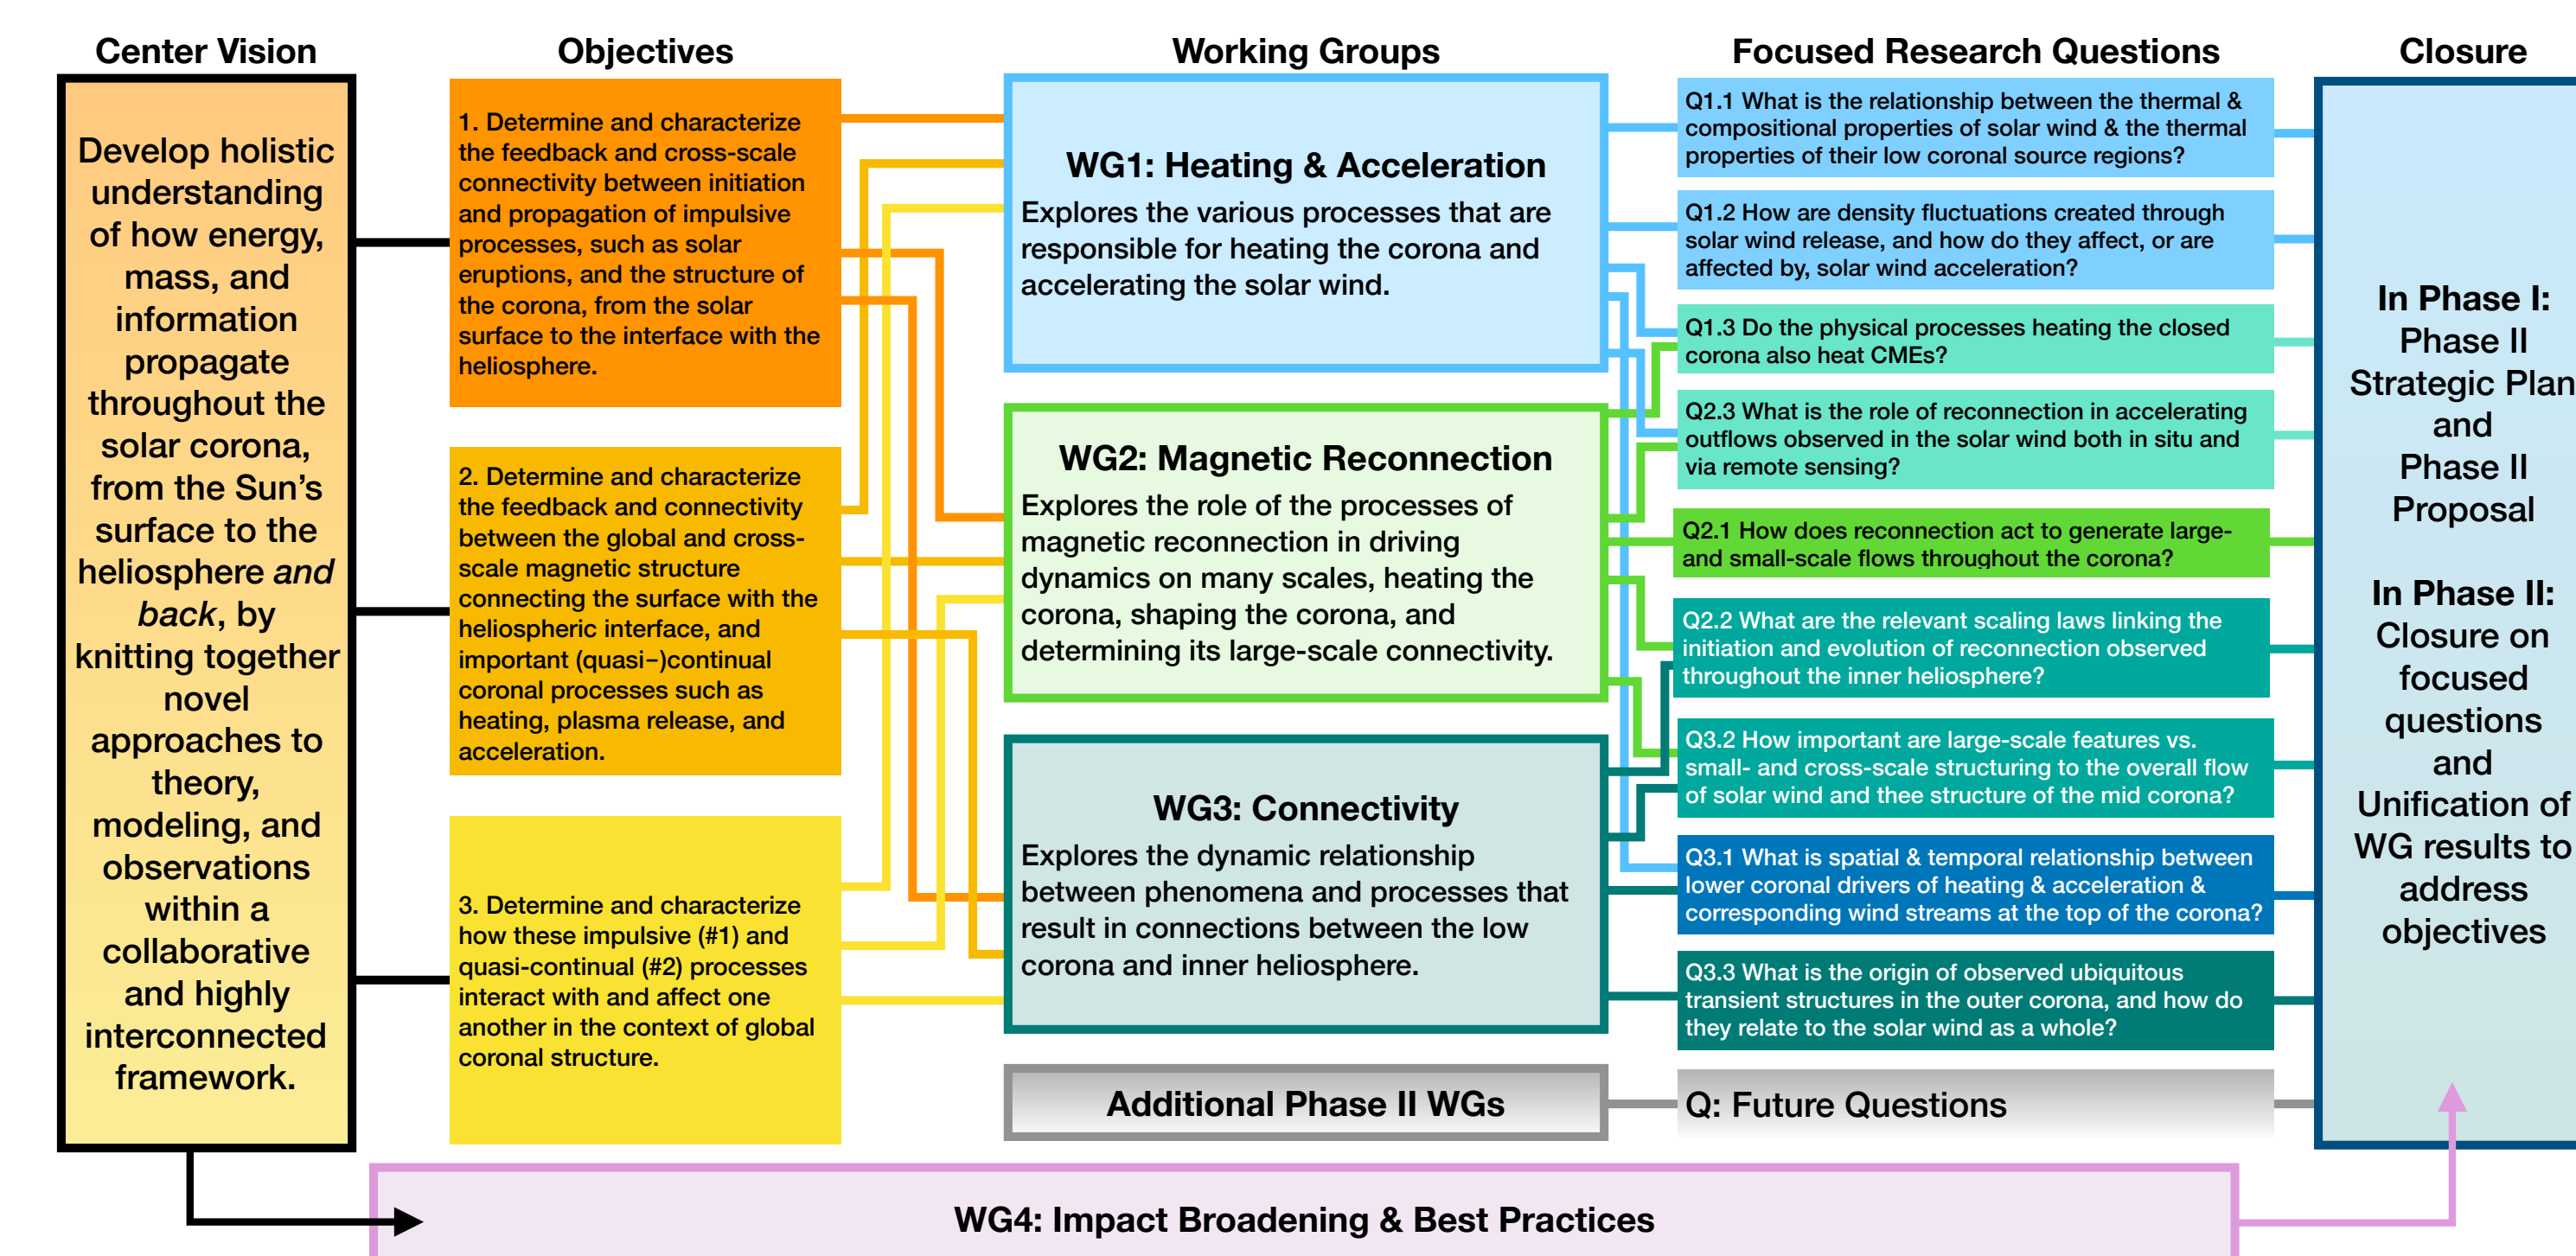 Center Vision
Develop holistic
understanding
of how energy,
mass, and
information
propagate
throughout the
solar corona,
from the Sun’s
surface to the
heliosphere and
back, by
knitting together
novel
approaches to
theory,
modeling, and
observations
within a
collaborative
and highly
interconnected
framework.
Objectives
1. Determine and characterize
the feedback and cross-scale
connectivity between initiation
and propagation of impulsive
processes, such as solar
eruptions, and the structure of
the corona, from the solar
surface to the interface with the
heliosphere.
2. Determine and characterize
the feedback and connectivity
between the global and cross-
scale magnetic structure
connecting the surface with the
heliospheric interface, and
important (quasi–)continual
coronal processes such as
heating, plasma release, and
acceleration.
3. Determine and characterize
how these impulsive (#1) and
quasi-continual (#2) processes
interact with and affect one
another in the context of global
coronal structure.
Working Groups
WG1: Heating & Acceleration
Explores the various processes that are
responsible for heating the corona and
accelerating the solar wind.
WG2: Magnetic Reconnection
Explores the role of the processes of
magnetic reconnection in driving
dynamics on many scales, heating the
corona, shaping the corona, and
determining its large-scale connectivity.
WG3: Connectivity
Explores the dynamic relationship
between phenomena and processes that
result in connections between the low
corona and inner heliosphere.
Additional Phase II WGs
Focused Research Questions
Q1.1 What is the relationship between the thermal &
compositional properties of solar wind & the thermal
properties of their low coronal source regions?
Q1.2 How are density fluctuations created through
solar wind release, and how do they affect, or are
affected by, solar wind acceleration?
Q1.3 Do the physical processes heating the closed
corona also heat CMEs?
Q2.3 What is the role of reconnection in accelerating
outflows observed in the solar wind both in situ and
via remote sensing?
Q2.1 How does reconnection act to generate large-
and small-scale flows throughout the corona?
Q2.2 What are the relevant scaling laws linking the
initiation and evolution of reconnection observed
throughout the inner heliosphere?
Q3.2 How important are large-scale features vs.
small- and cross-scale structuring to the overall flow
of solar wind and thee structure of the mid corona?
Q3.1 What is spatial & temporal relationship between
lower coronal drivers of heating & acceleration &
corresponding wind streams at the top of the corona?
Q3.3 What is the origin of observed ubiquitous
transient structures in the outer corona, and how do
they relate to the solar wind as a whole?
Q: Future Questions
Closure
In Phase I:
Phase II
Strategic Plan
and
Phase II
Proposal
In Phase II:
Closure on
focused
questions
and
Unification of
WG results to
address
objectives
WG4: Impact Broadening & Best Practices